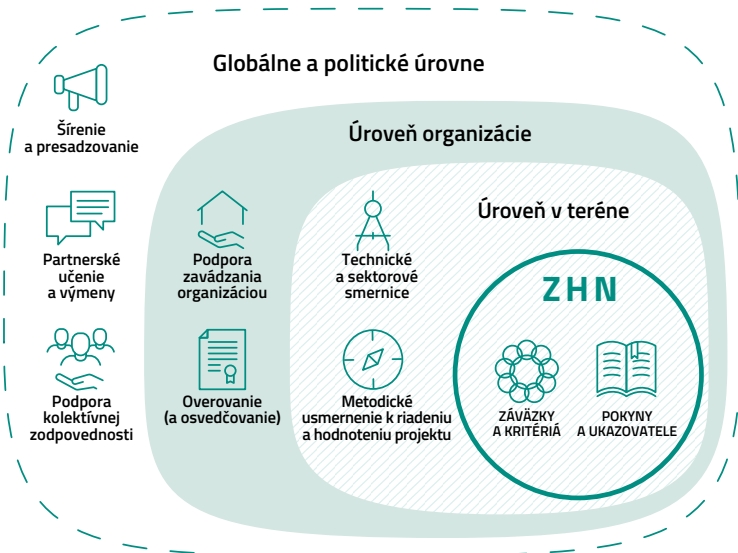 Globálne a politické úrovne
Šírenie
a presadzovanie
Partnerské
učenie
a výmeny
Podpora
kolektívnej
zodpovednosti
Úroveň organizácie
Podpora
zavádzania
organizáciou
Overovanie
(a osvedčovanie)
Úroveň v teréne
Technické
a sektorové
smernice
Metodické
usmernenie k riadeniu
a hodnoteniu projektu
ZHN
ZÁVÄZKY
A KRITÉRIÁ
POKYNY
A UKAZOVATELE